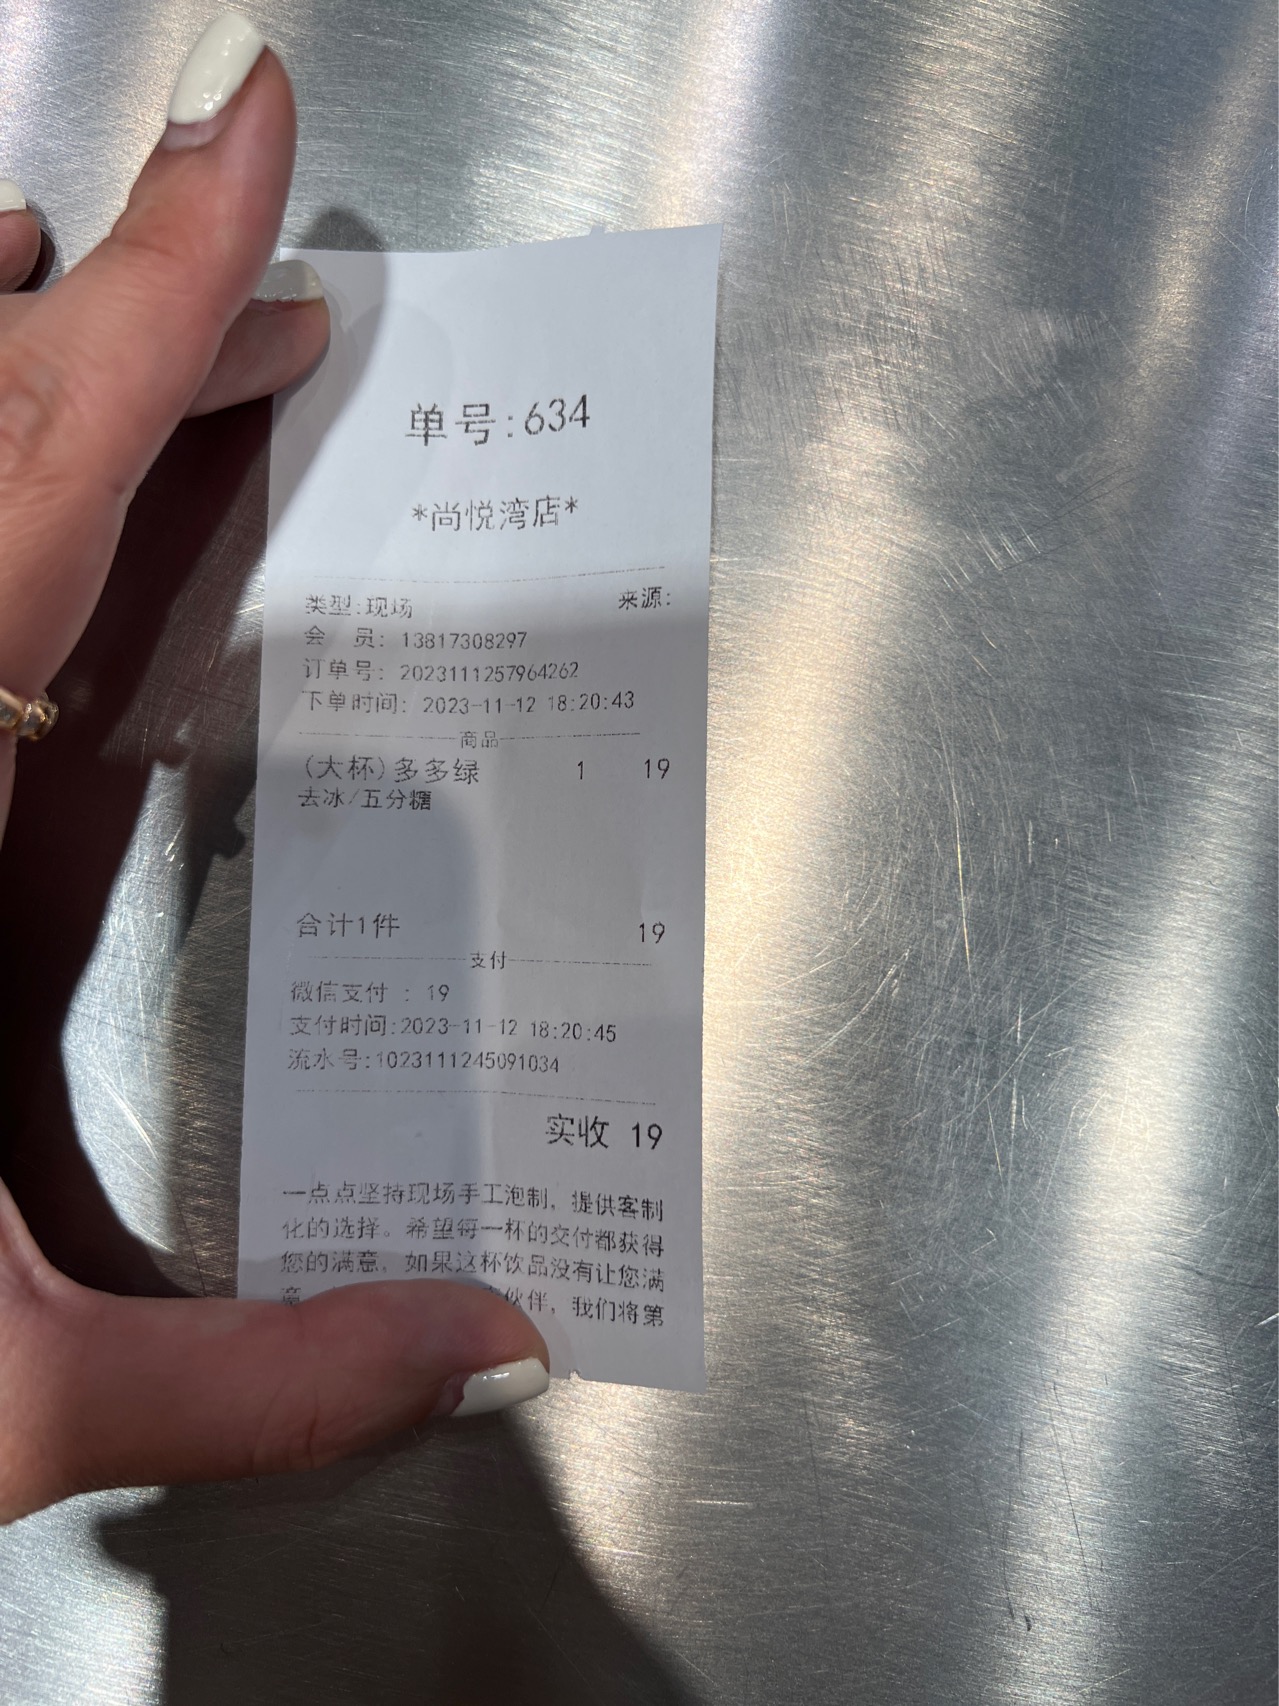 单号:634
*尚悦湾店*
类型:现场 来源:
会 员: 13817308297
订单号: 2023111257964262
下单时间: 2023-11-12 18:20:43
商品
(大杯)多多绿 1 19
去冰/五分糖
合计1件 19
支付
微信支付 : 19
支付时间:2023-11-12 18:20:45
流水号:1023111245091034
实收 19
一点点坚持现场手工泡制, 提供客制
化的选择。希望每一杯的交付都获得
您的满意, 如果这杯饮品没有让您满
意 伙伴, 我们将第